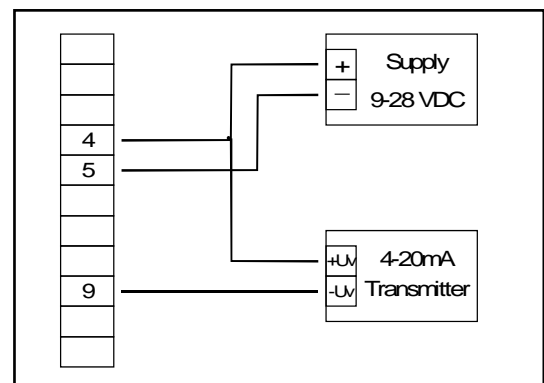 4
5
9
+ Supply
− 9-28 VDC
+Uv 4-20mA
-Uv Transmitter